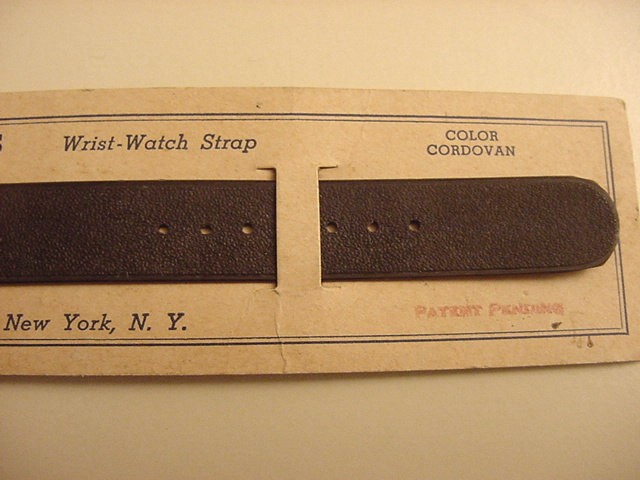 S Wrist-Watch Strap
COLOR
CORDOVAN
New York, N. Y.
PATENT PENDING